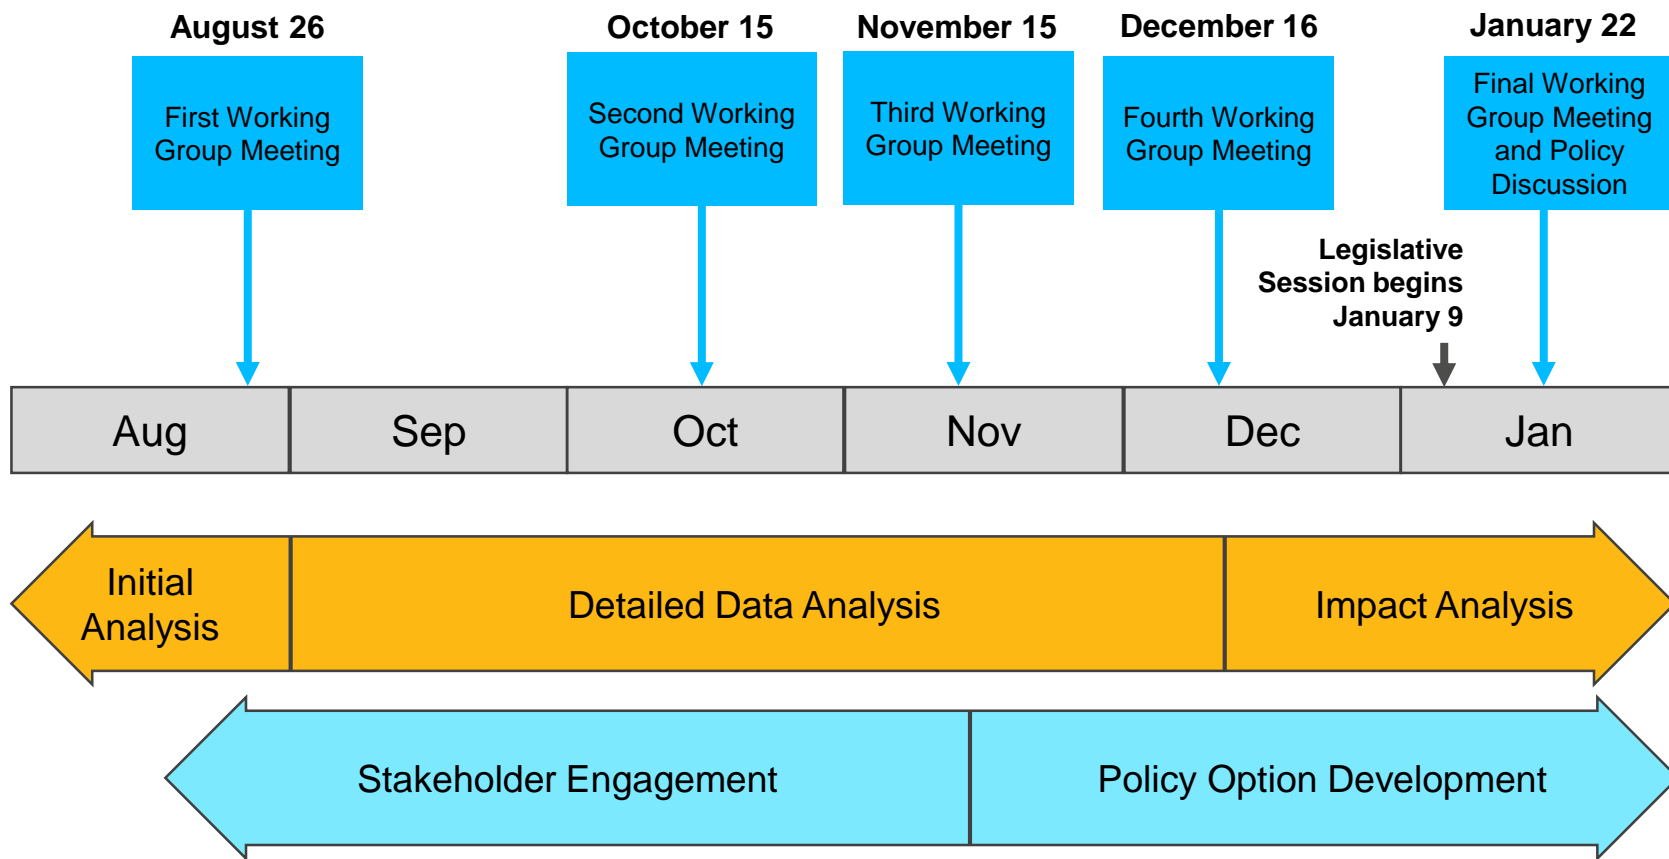 August 26
October 15
November 15
December 16
January 22
First Working
Group Meeting
Second Working
Group Meeting
Third Working
Group Meeting
Fourth Working
Group Meeting
Final Working
Group Meeting
and Policy
Discussion
Legislative
Session begins
January 9
Aug
Sep
Oct
Nov
Dec
Jan
Initial
Analysis
Detailed Data Analysis
Impact Analysis
Stakeholder Engagement
Policy Option Development